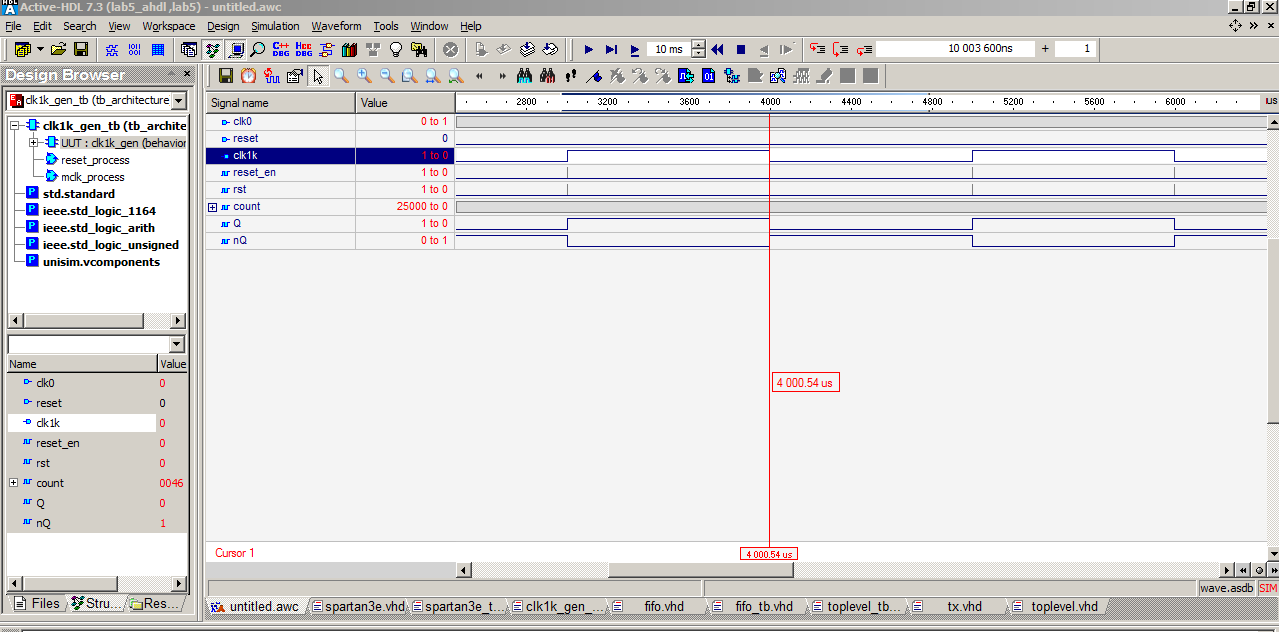 HDL
Active-HDL 7.3 (lab5_ahdl ,lab5) - untitled.awc
File Edit Search View Workspace Design Simulation Waveform Tools Window Help
C++ DBG Hcc DBG 10 ms 10 003 600ns + 1
Design Browser
clk1k_gen_tb (tb_architecture
clk1k_gen_tb (tb_archite
UUT : clk1k_gen (behavior
reset_process
mclk_process
std.standard
ieee.std_logic_1164
ieee.std_logic_arith
ieee.std_logic_unsigned
unisim.vcomponents
Name Value
clk0 0
reset 0
clk1k 0
reset_en 0
rst 0
count 0046
Q 0
nQ 1
Files Stru... Res...
Signal name Value 2800 3200 3600 4000 4400 4800 5200 5600 6000 us
clk0 0 to 1
reset 0
clk1k 1 to 0
reset_en 1 to 0
rst 1 to 0
count 25000 to 0
Q 1 to 0
nQ 0 to 1
4 000.54 us
Cursor 1 4 000.54 us
wave.asdb SIM
untitled.awc spartan3e.vhd spartan3e_t... clk1k_gen_... fifo.vhd fifo_tb.vhd toplevel_tb... tx.vhd toplevel.vhd